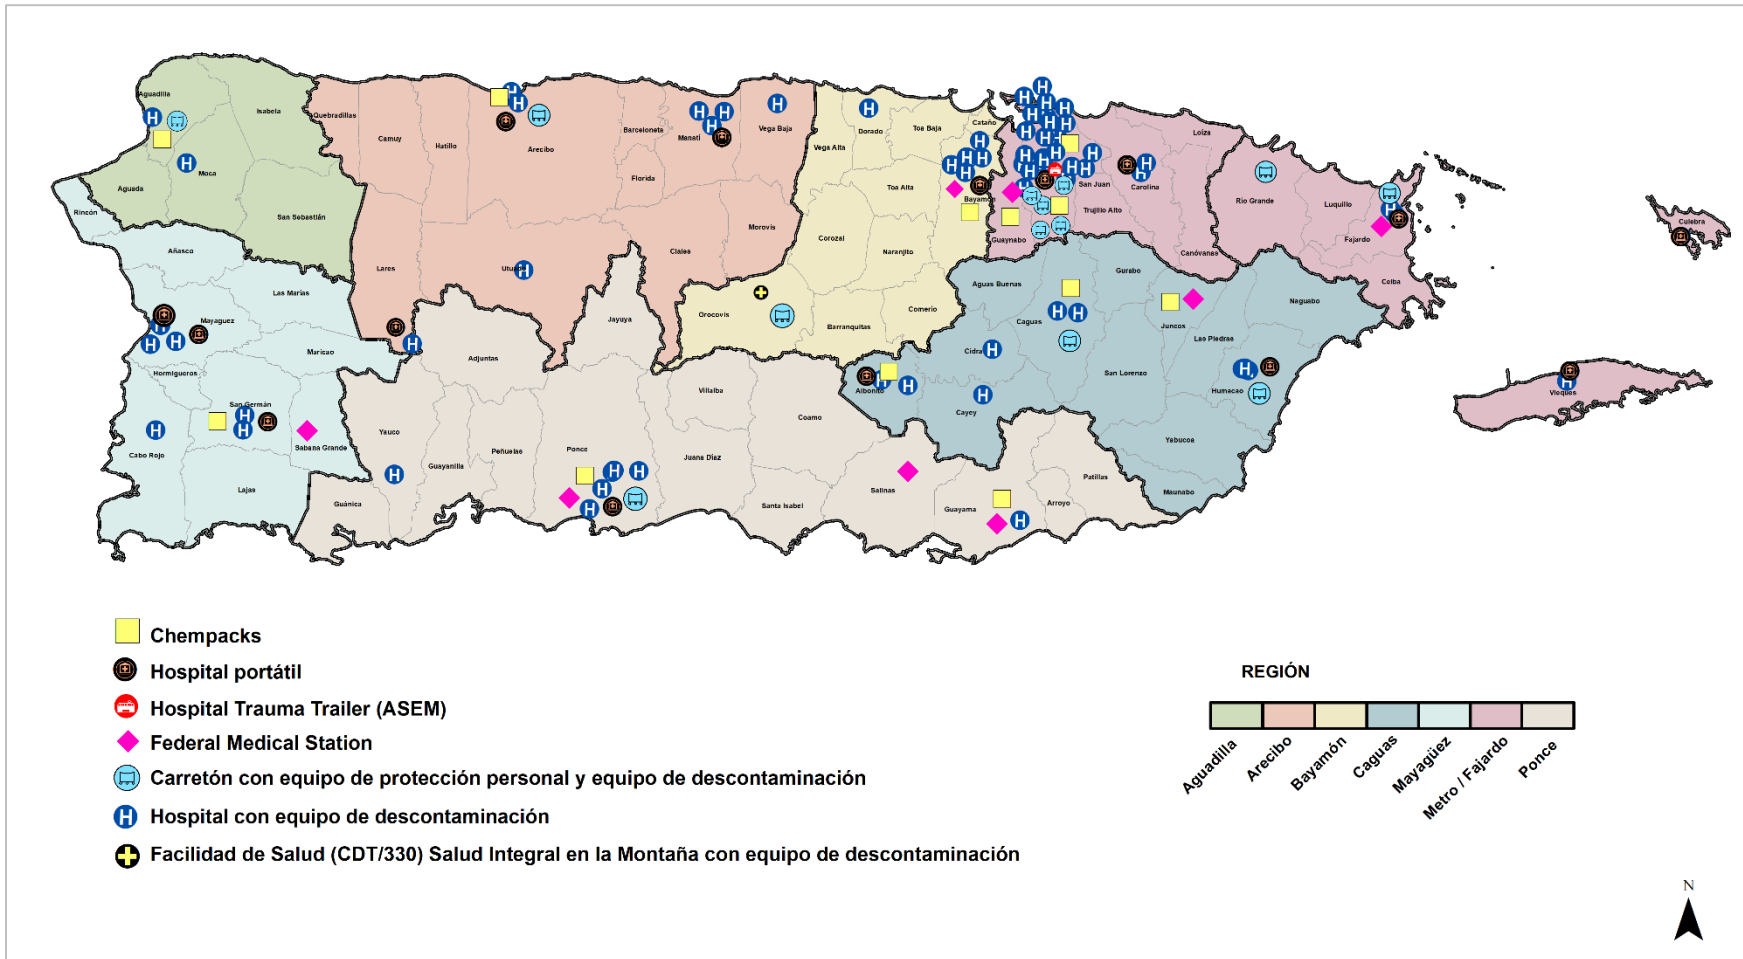 Aguadilla
Isabela
Moca
Aguada
San Sebastián
Rincón
Quebradillas
Camuy
Hatillo
Arecibo
Barceloneta
Manatí
Vega Baja
Florida
Morovis
Ciales
Lares
Utuado
Vega Alta
Dorado
Toa Baja
Cataño
Toa Alta
Bayamón
Corozal
Naranjito
Orocovis
Barranquitas
Comerío
Guaynabo
San Juan
Trujillo Alto
Carolina
Loíza
Canóvanas
Río Grande
Luquillo
Fajardo
Ceiba
Culebra
Vieques
Añasco
Las Marías
Mayaguez
Maricao
Hormigueros
San Germán
Sabana Grande
Cabo Rojo
Lajas
Jayuya
Adjuntas
Yauco
Guánica
Guayanilla
Peñuelas
Ponce
Villalba
Juana Díaz
Coamo
Santa Isabel
Salinas
Guayama
Arroyo
Patillas
Aguas Buenas
Gurabo
Caguas
Cidra
Cayey
Aibonito
San Lorenzo
Juncos
Las Piedras
Naguabo
Humacao
Yabucoa
Maunabo
Chempacks
Hospital portátil
Hospital Trauma Trailer (ASEM)
Federal Medical Station
Carretón con equipo de protección personal y equipo de descontaminación
Hospital con equipo de descontaminación
Facilidad de Salud (CDT/330) Salud Integral en la Montaña con equipo de descontaminación
REGIÓN
Aguadilla
Arecibo
Bayamón
Caguas
Mayagüez
Metro / Fajardo
Ponce
N